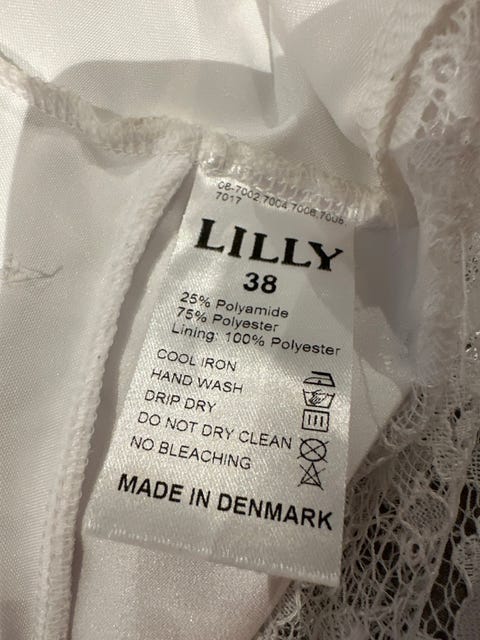 08-7002,7004,7006,7008,
7017
LILLY
38
25% Polyamide
75% Polyester
Lining: 100% Polyester
COOL IRON
HAND WASH
DRIP DRY
DO NOT DRY CLEAN
NO BLEACHING
MADE IN DENMARK